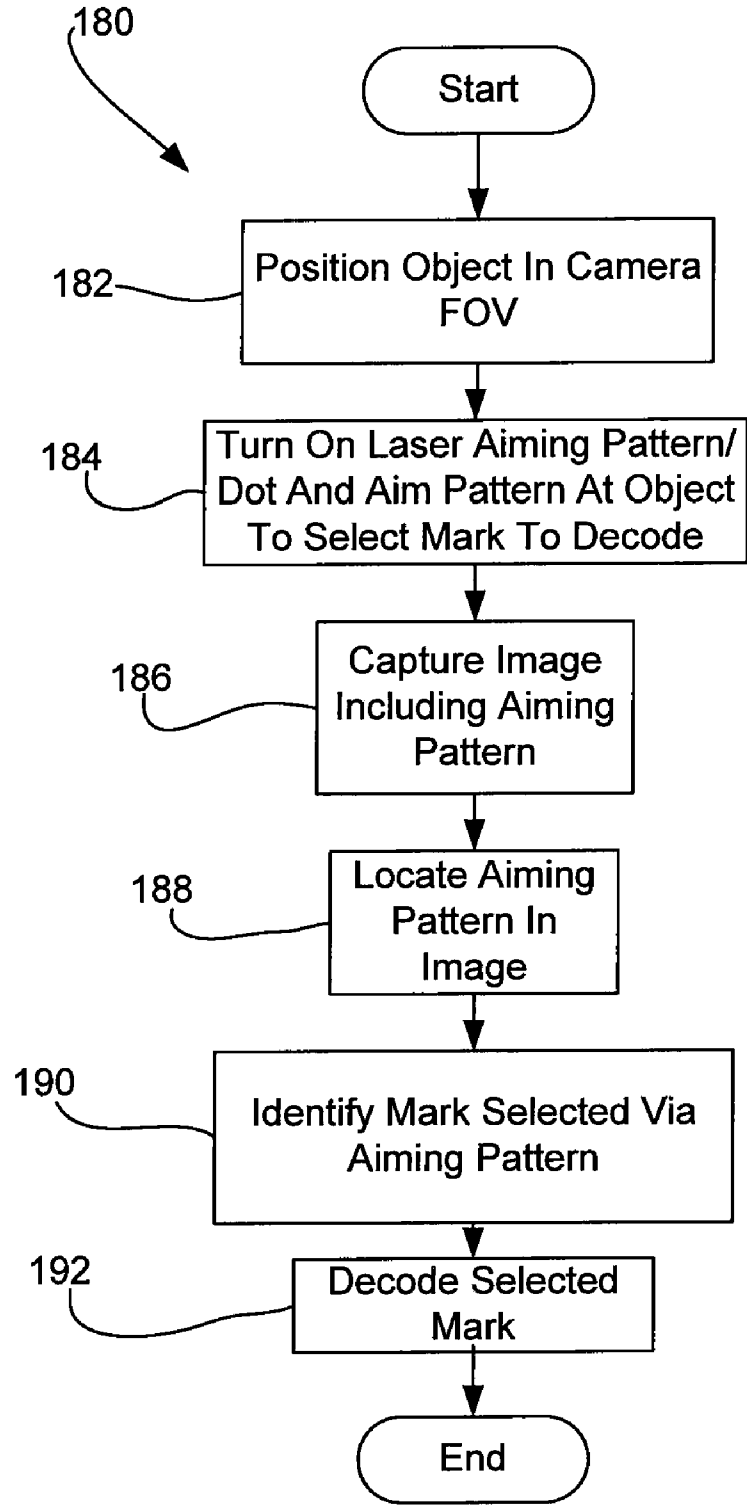 180
Start
182
Position Object In Camera
FOV
184
Turn On Laser Aiming Pattern/
Dot And Aim Pattern At Object
To Select Mark To Decode
186
Capture Image
Including Aiming
Pattern
188
Locate Aiming
Pattern In
Image
190
Identify Mark Selected Via
Aiming Pattern
192
Decode Selected
Mark
End